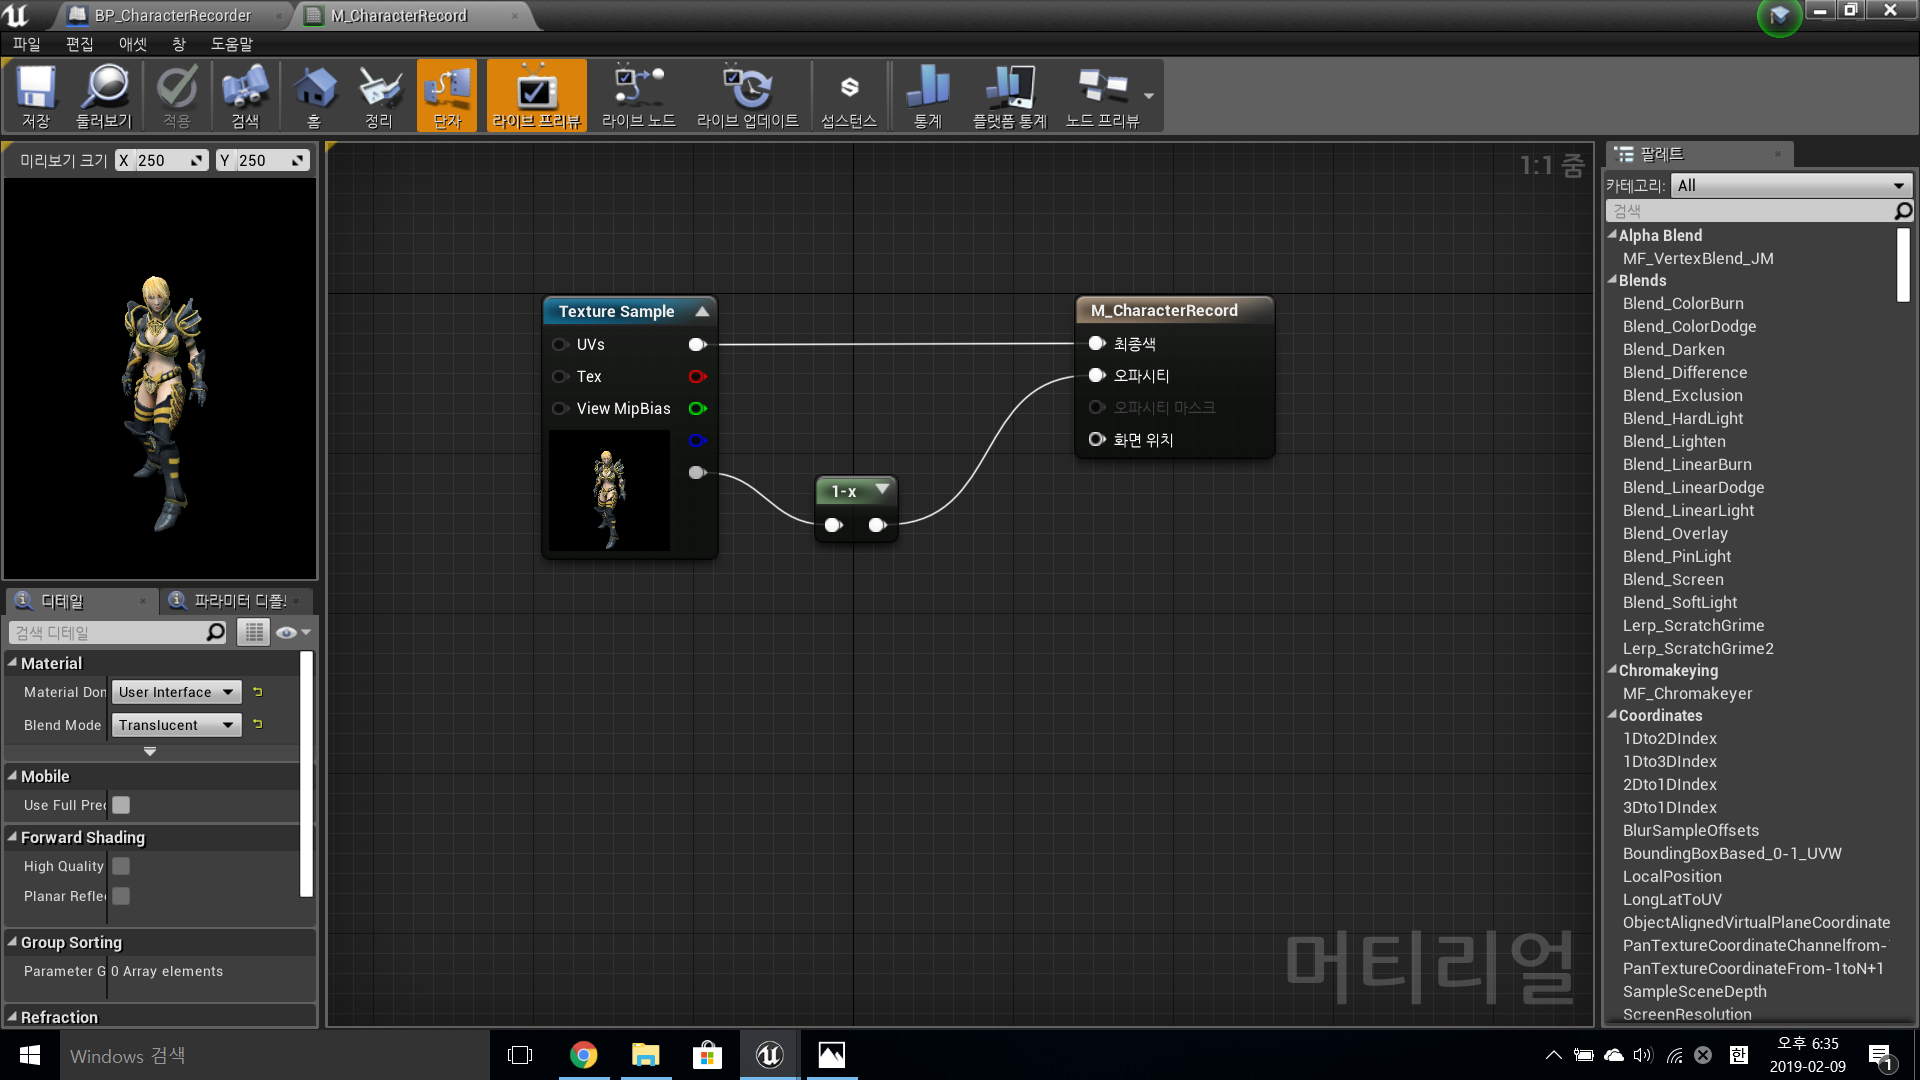 BP_CharacterRecorder
M_CharacterRecord
파일 편집 애셋 창 도움말
저장 둘러보기 적용 검색 홈 정리 단자 라이브 프리뷰 라이브 노드 라이브 업데이트 섭스턴스 통계 플랫폼 통계 노드 프리뷰
미리보기 크기 X 250 Y 250
1:1 줌
Texture Sample
UVs
Tex
View MipBias
1-x
M_CharacterRecord
최종색
오파시티
오파시티 마스크
화면 위치
머티리얼
디테일
파라미터 디폴
검색 디테일
Material
Material Don
User Interface
Blend Mode
Translucent
Mobile
Use Full Prec
Forward Shading
High Quality
Planar Refle
Group Sorting
Parameter G 0 Array elements
Refraction
팔레트
카테고리: All
검색
Alpha Blend
MF_VertexBlend_JM
Blends
Blend_ColorBurn
Blend_ColorDodge
Blend_Darken
Blend_Difference
Blend_Exclusion
Blend_HardLight
Blend_Lighten
Blend_LinearBurn
Blend_LinearDodge
Blend_LinearLight
Blend_Overlay
Blend_PinLight
Blend_Screen
Blend_SoftLight
Lerp_ScratchGrime
Lerp_ScratchGrime2
Chromakeying
MF_Chromakeyer
Coordinates
1Dto2DIndex
1Dto3DIndex
2Dto1DIndex
3Dto1DIndex
BlurSampleOffsets
BoundingBoxBased_0-1_UVW
LocalPosition
LongLatToUV
ObjectAlignedVirtualPlaneCoordinate
PanTextureCoordinateChannelfrom-
PanTextureCoordinateFrom-1toN+1
SampleSceneDepth
ScreenResolution
Windows 검색
한
오후 6:35
2019-02-09
1